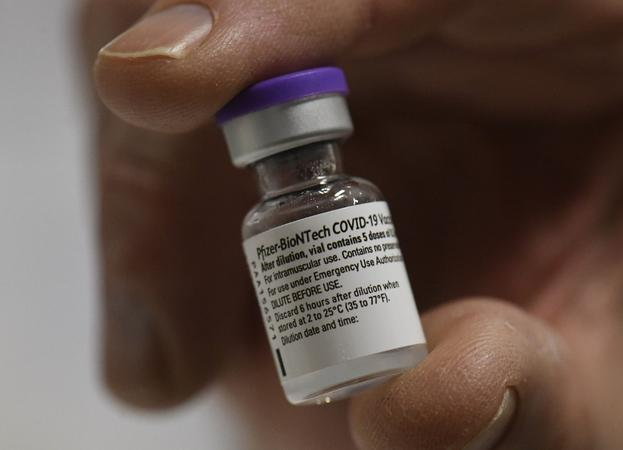 Pfizer-BioNTech COVID-19
After dilution, vial contains 5 doses
For intramuscular use. Contains no
For use under Emergency Use
DILUTE BEFORE USE.
Discard 6 hours after dilution when
stored at 2 to 25°C (35 to 77°F).
Dilution date and time: